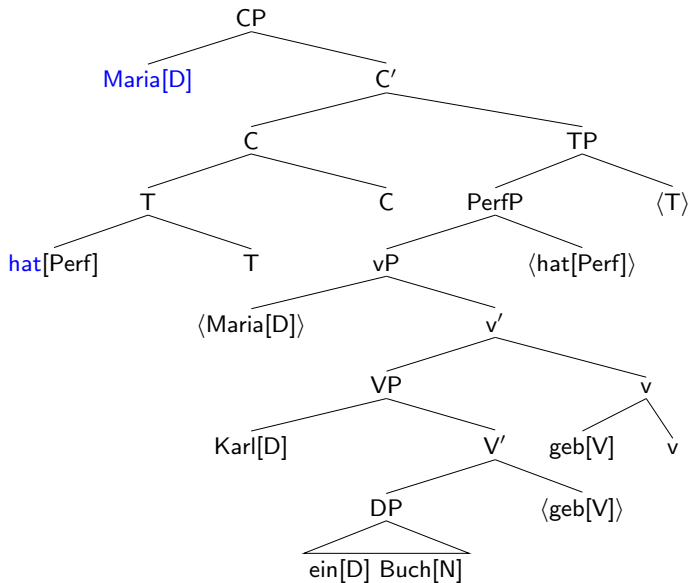 CP
Maria[D] C′
C TP
T C PerfP ⟨T⟩
hat[Perf] T vP ⟨hat[Perf]⟩
⟨Maria[D]⟩ v′
VP v
Karl[D] V′ geb[V] v
DP ⟨geb[V]⟩
ein[D] Buch[N]